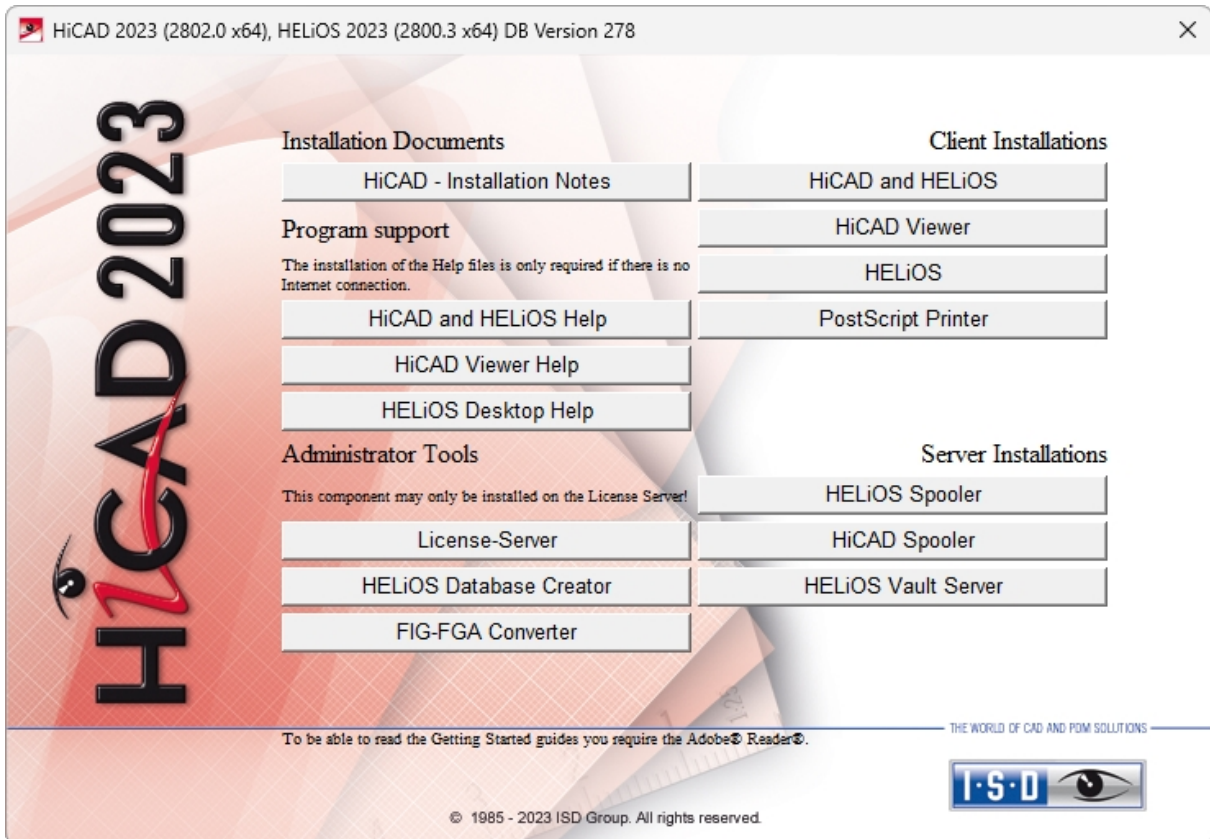 HiCAD 2023 (2802.0 x64), HELiOS 2023 (2800.3 x64) DB Version 278
HiCAD 2023
Installation Documents
HiCAD - Installation Notes
Program support
The installation of the Help files is only required if there is no
Internet connection.
HiCAD and HELiOS Help
HiCAD Viewer Help
HELiOS Desktop Help
Administrator Tools
This component may only be installed on the License Server!
License-Server
HELiOS Database Creator
FIG-FGA Converter
Client Installations
HiCAD and HELiOS
HiCAD Viewer
HELiOS
PostScript Printer
Server Installations
HELiOS Spooler
HiCAD Spooler
HELiOS Vault Server
THE WORLD OF CAD AND PDM SOLUTIONS
To be able to read the Getting Started guides you require the Adobe® Reader®.
I·S·D
© 1985 - 2023 ISD Group. All rights reserved.